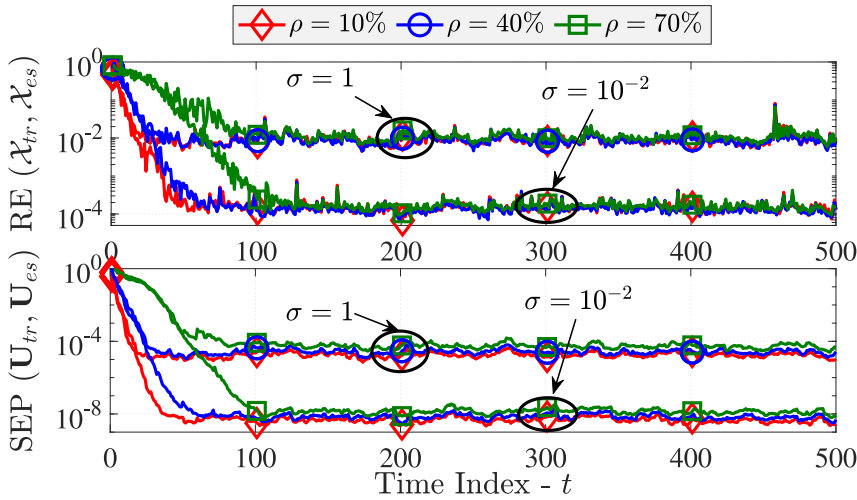 ρ = 10% ρ = 40% ρ = 70%
RE (𝒳_tr, 𝒳_es)
10^0
10^-2
10^-4
σ = 1
σ = 10^-2
0 100 200 300 400 500
SEP (U_tr, U_es)
10^0
10^-4
10^-8
σ = 1
σ = 10^-2
0 100 200 300 400 500
Time Index - t